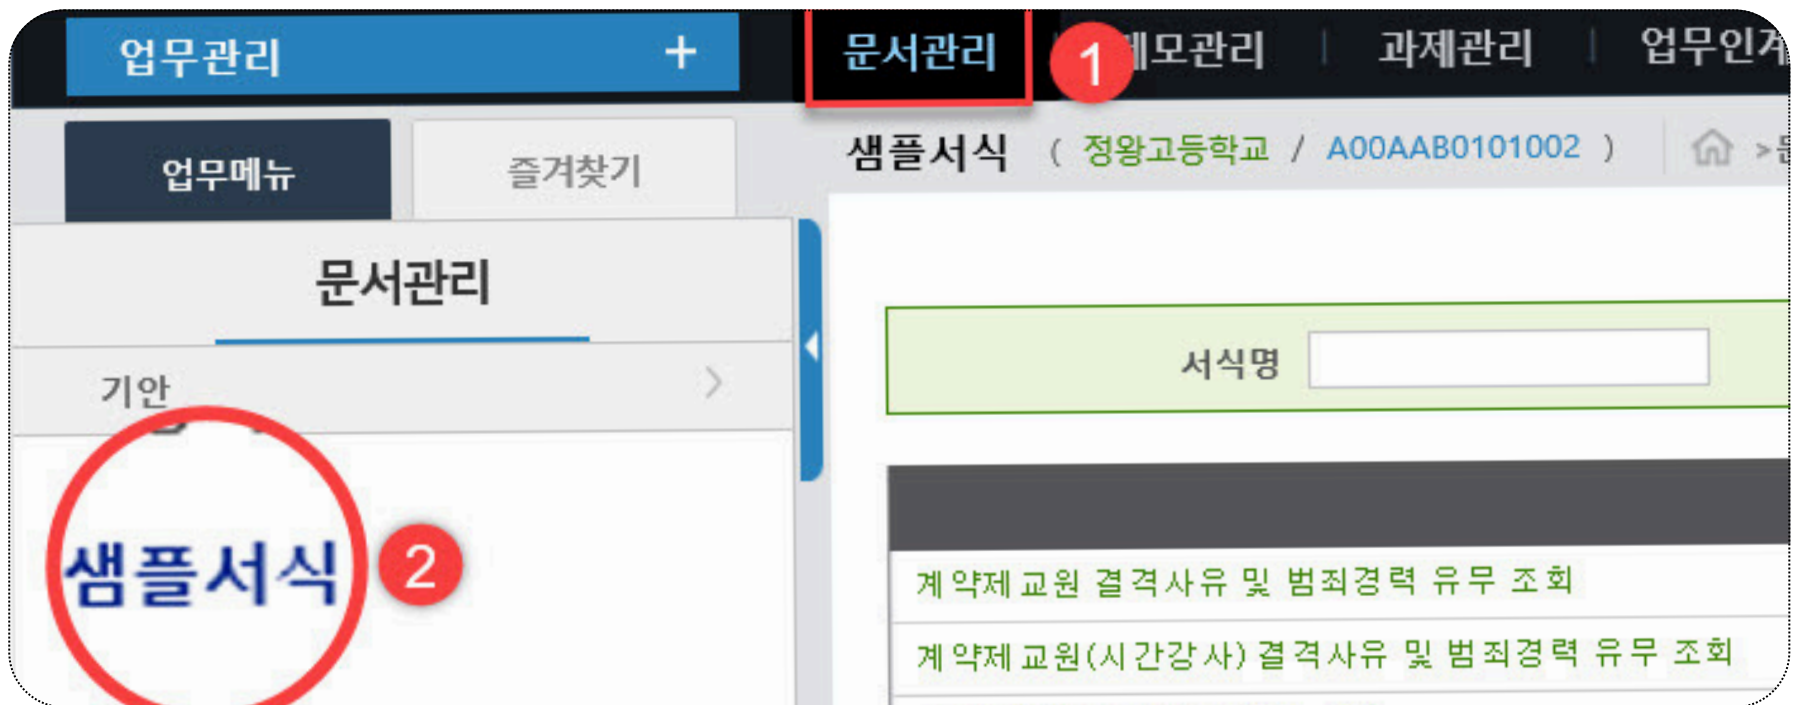 업무관리 +
문서관리 1 과제관리
업무메뉴 즐겨찾기
샘플서식 ( 정왕고등학교 / A00AAB0101002 ) >
문서관리
기안 >
서식명
샘플서식 2
계약제교원 결격사유 및 범죄경력 유무 조회
계약제교원(시간강사) 결격사유 및 범죄경력 유무 조회